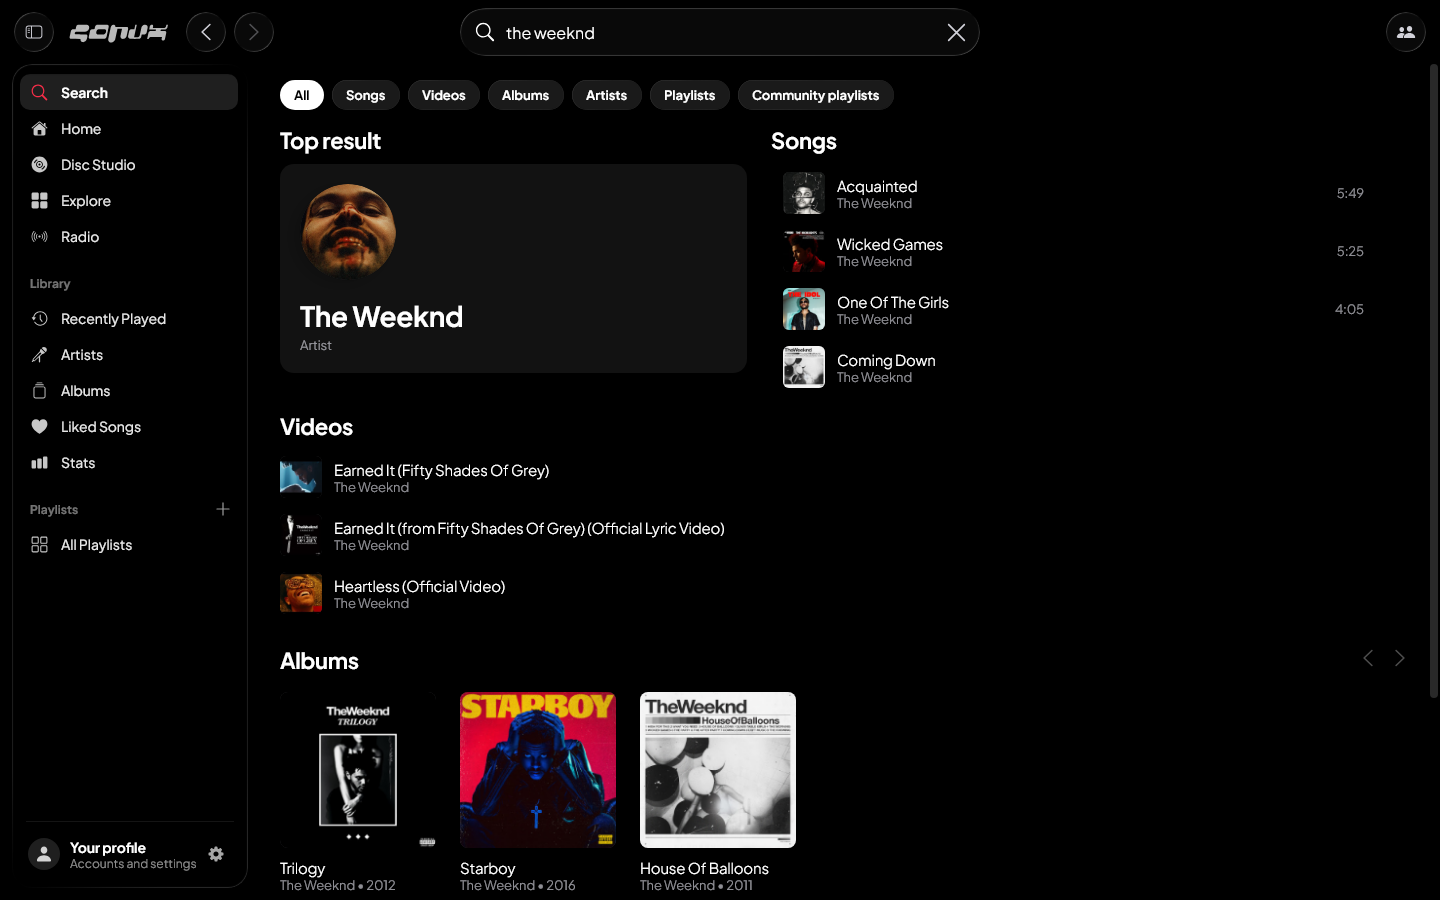 the weeknd
Search
Home
Disc Studio
Explore
Radio
Library
Recently Played
Artists
Albums
Liked Songs
Stats
Playlists
All Playlists
Your profile
Accounts and settings
All
Songs
Videos
Albums
Artists
Playlists
Community playlists
Top result
The Weeknd
Artist
Songs
Acquainted
The Weeknd
5:49
Wicked Games
The Weeknd
5:25
One Of The Girls
The Weeknd
4:05
Coming Down
The Weeknd
Videos
Earned It (Fifty Shades Of Grey)
The Weeknd
Earned It (from Fifty Shades Of Grey) (Official Lyric Video)
The Weeknd
Heartless (Official Video)
The Weeknd
Albums
TheWeeknd
TRILOGY
Trilogy
The Weeknd • 2012
STARBOY
Starboy
The Weeknd • 2016
TheWeeknd
HouseOfBalloons
House Of Balloons
The Weeknd • 2011